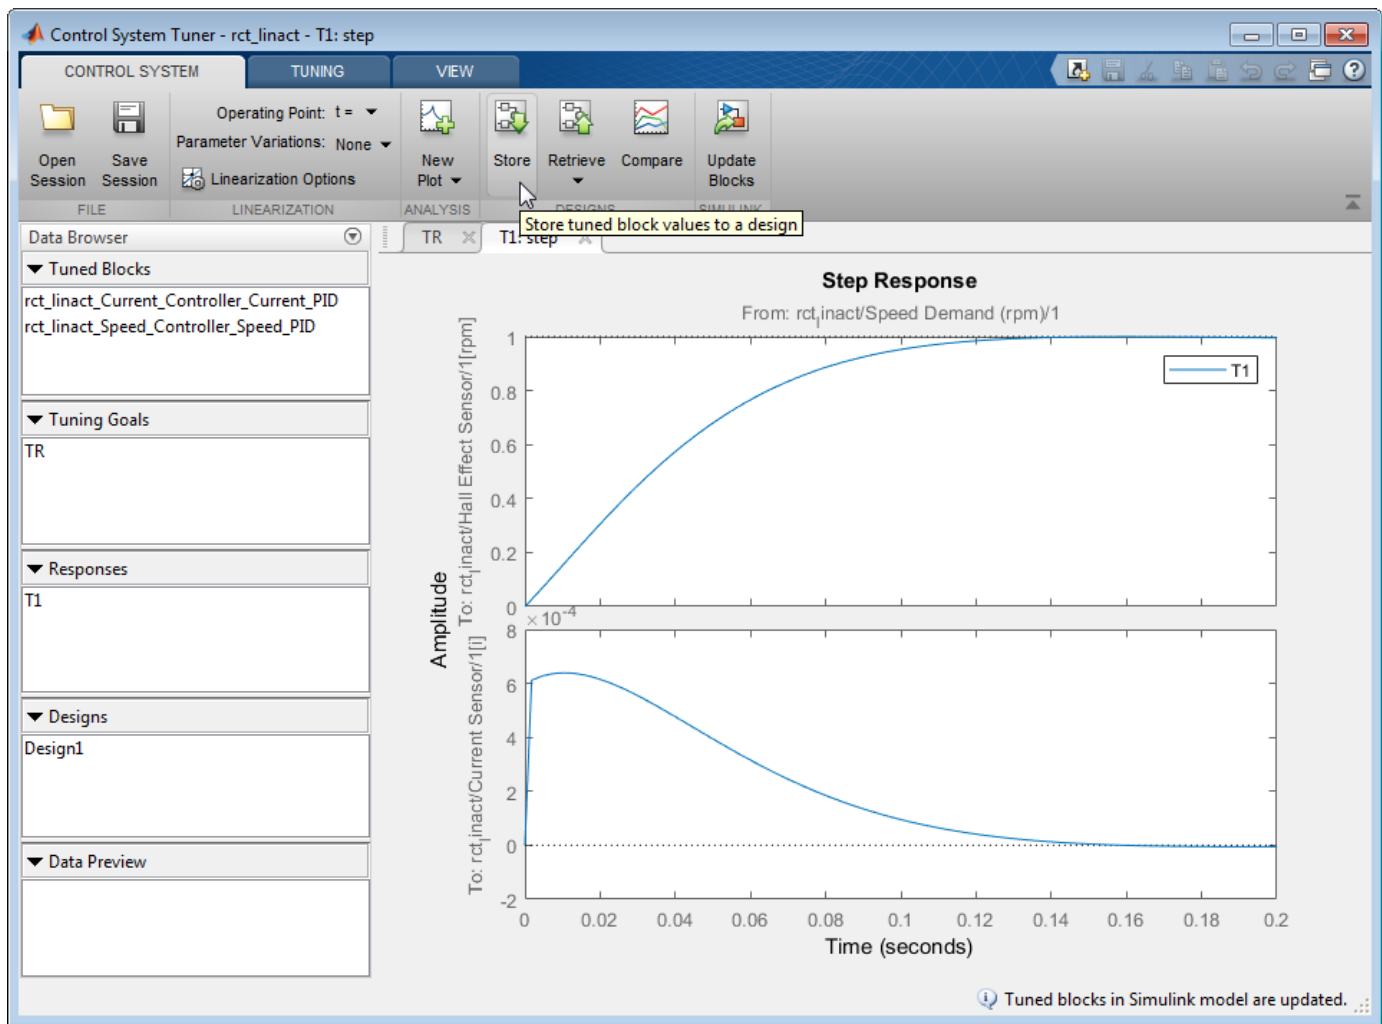 Control System Tuner - rct_linact - T1: step
CONTROL SYSTEM
TUNING
VIEW
Open Session
Save Session
Operating Point: t =
Parameter Variations: None
Linearization Options
New Plot
Store
Retrieve
Compare
Update Blocks
FILE
LINEARIZATION
ANALYSIS
DESIGNS
SIMULINK
Store tuned block values to a design
Data Browser
TR
T1: step
Tuned Blocks
rct_linact_Current_Controller_Current_PID
rct_linact_Speed_Controller_Speed_PID
Tuning Goals
TR
Responses
T1
Designs
Design1
Data Preview
Step Response
From: rct_linact/Speed Demand (rpm)/1
To: rct_linact/Hall Effect Sensor/1[rpm]
1
0.8
0.6
0.4
0.2
0
T1
Amplitude
×10^-4
To: rct_linact/Current Sensor/1[i]
8
6
4
2
0
-2
0 0.02 0.04 0.06 0.08 0.1 0.12 0.14 0.16 0.18 0.2
Time (seconds)
Tuned blocks in Simulink model are updated.